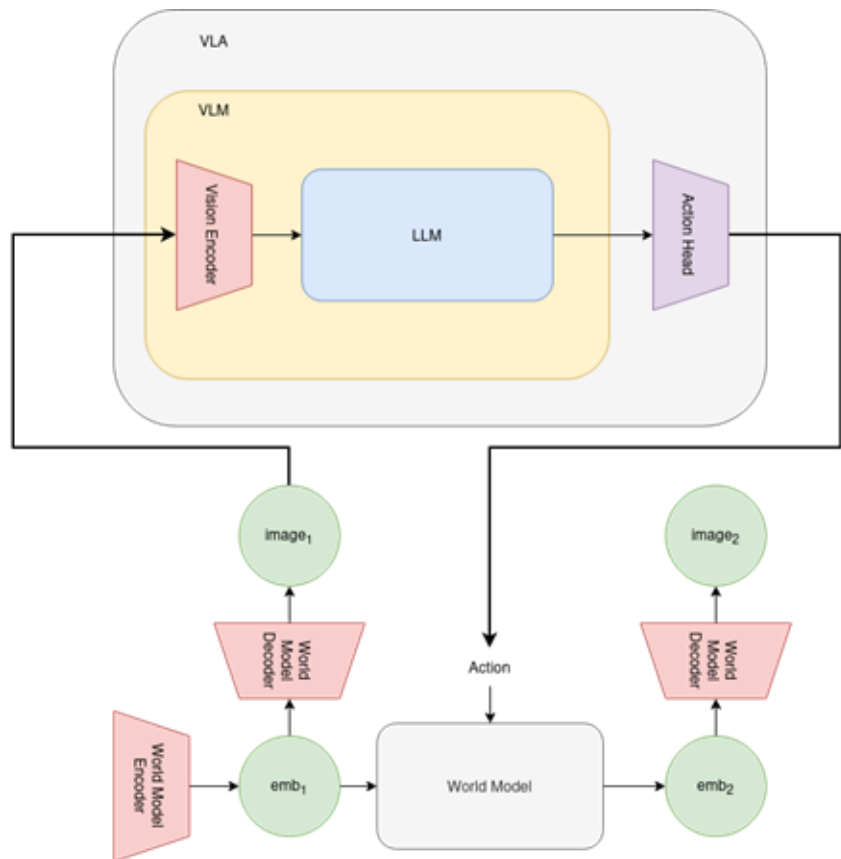 VLA
VLM
Vision Encoder
LLM
Action Head
image₁
image₂
World
Model
Decoder
Action
World
Model
Decoder
World Model
Encoder
emb₁
World Model
emb₂